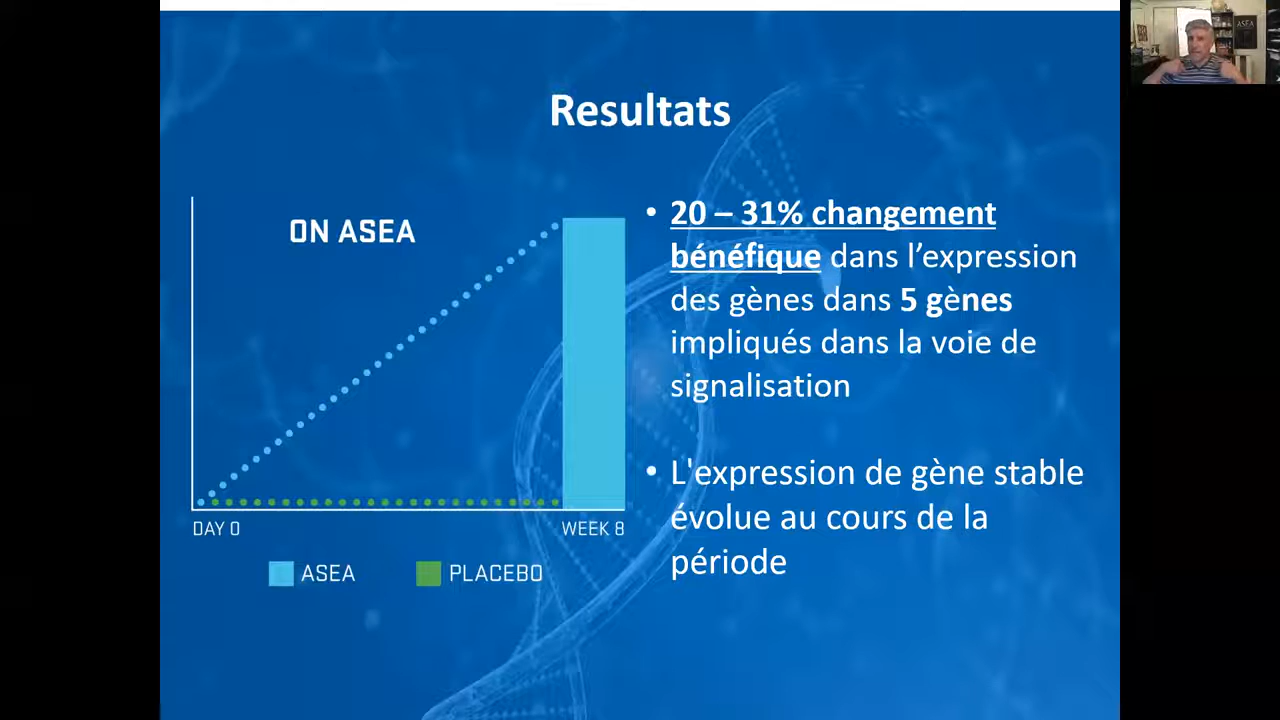 Resultats
ON ASEA
DAY 0
WEEK 8
ASEA
PLACEBO
• 20 – 31% changement
bénéfique dans l’expression
des gènes dans 5 gènes
impliqués dans la voie de
signalisation
• L'expression de gène stable
évolue au cours de la
période
ASEA